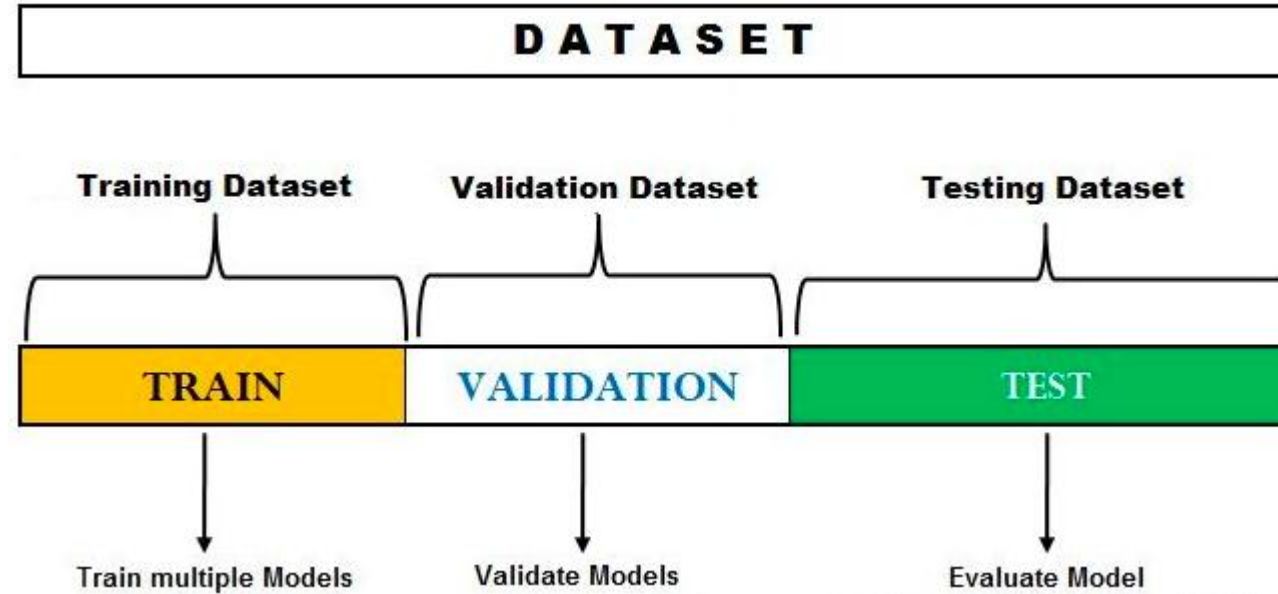 DATASET
Training Dataset Validation Dataset Testing Dataset
TRAIN VALIDATION TEST
Train multiple Models Validate Models Evaluate Model